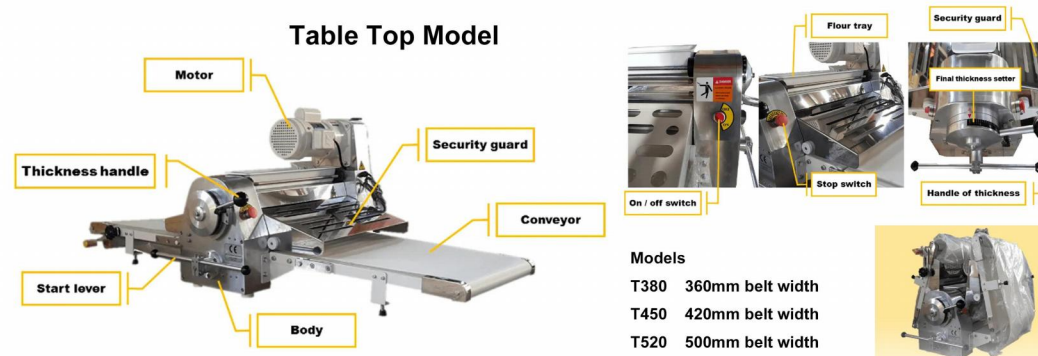 Table Top Model
Motor
Thickness handle
Security guard
Conveyor
Start lever
Body
Flour tray
Security guard
Final thickness setter
Stop switch
On / off switch
Handle of thickness
Models
T380 360mm belt width
T450 420mm belt width
T520 500mm belt width